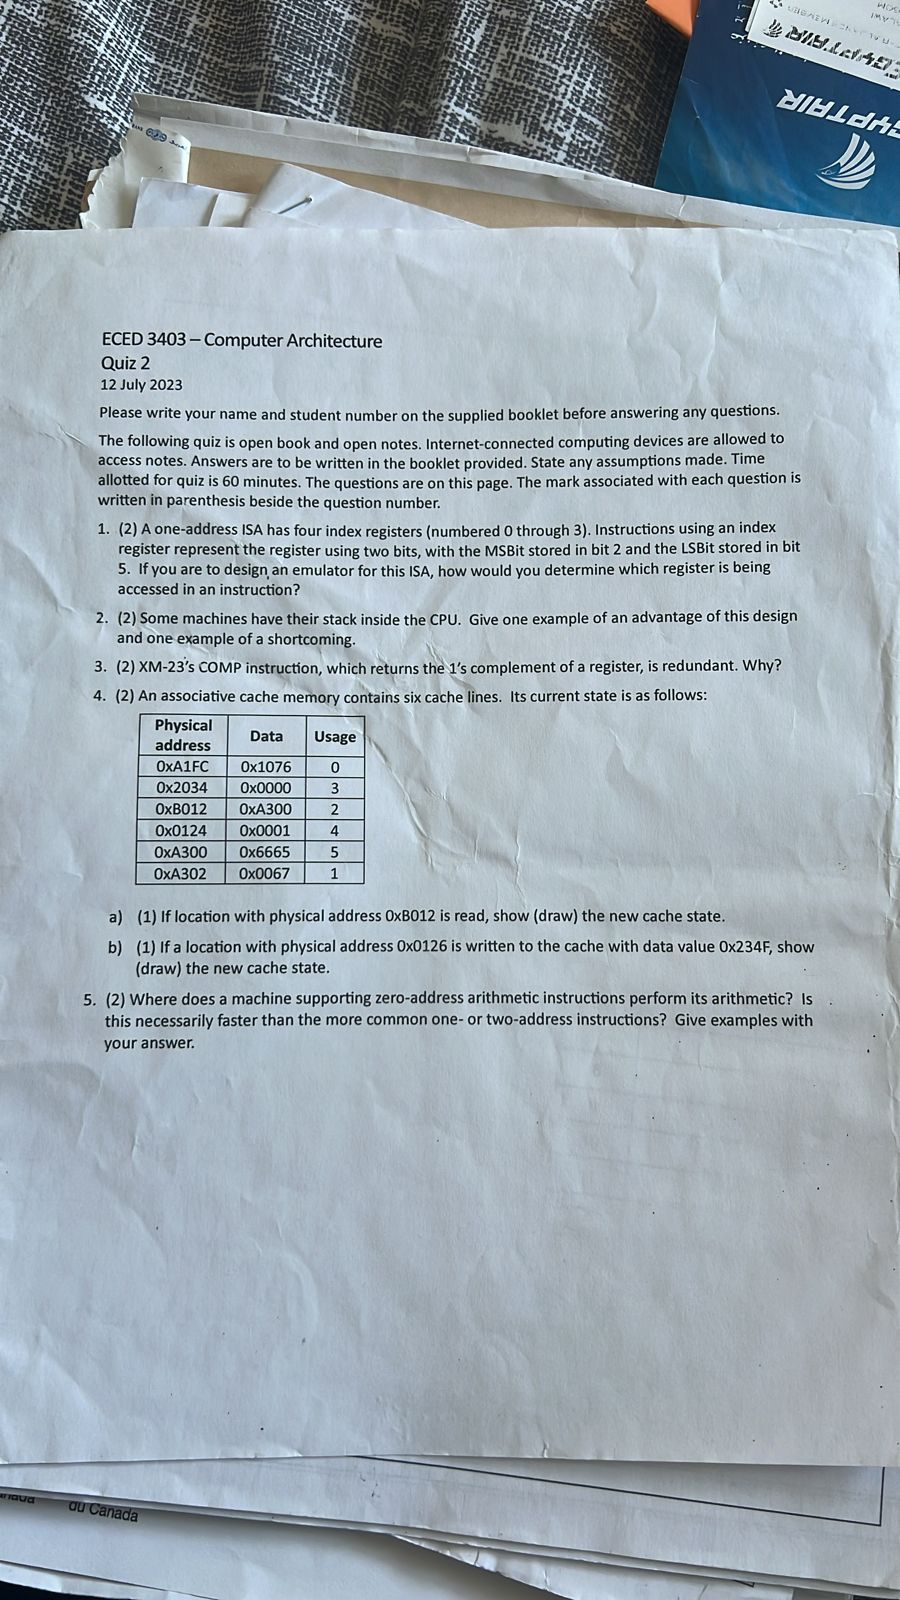 EGYPTAIR
EGYPTAIR
ECED 3403 – Computer Architecture
Quiz 2
12 July 2023
Please write your name and student number on the supplied booklet before answering any questions.
The following quiz is open book and open notes. Internet-connected computing devices are allowed to
access notes. Answers are to be written in the booklet provided. State any assumptions made. Time
allotted for quiz is 60 minutes. The questions are on this page. The mark associated with each question is
written in parenthesis beside the question number.
1. (2) A one-address ISA has four index registers (numbered 0 through 3). Instructions using an index
register represent the register using two bits, with the MSBit stored in bit 2 and the LSBit stored in bit
5. If you are to design an emulator for this ISA, how would you determine which register is being
accessed in an instruction?
2. (2) Some machines have their stack inside the CPU. Give one example of an advantage of this design
and one example of a shortcoming.
3. (2) XM-23's COMP instruction, which returns the 1's complement of a register, is redundant. Why?
4. (2) An associative cache memory contains six cache lines. Its current state is as follows:
Physical address Data Usage
0xA1FC 0x1076 0
0x2034 0x0000 3
0xB012 0xA300 2
0x0124 0x0001 4
0xA300 0x6665 5
0xA302 0x0067 1
a) (1) If location with physical address 0xB012 is read, show (draw) the new cache state.
b) (1) If a location with physical address 0x0126 is written to the cache with data value 0x234F, show
(draw) the new cache state.
5. (2) Where does a machine supporting zero-address arithmetic instructions perform its arithmetic? Is
this necessarily faster than the more common one- or two-address instructions? Give examples with
your answer.
du Canada